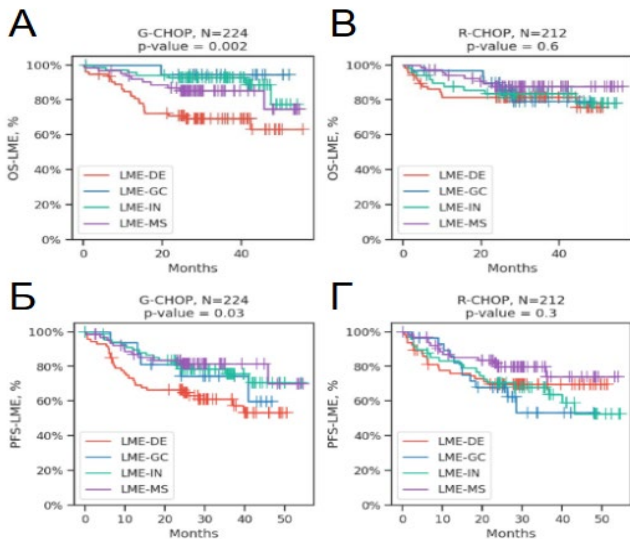 А
G-CHOP, N=224
p-value = 0.002
OS-LME, %
100%
80%
60%
40%
20%
0%
LME-DE
LME-GC
LME-IN
LME-MS
0
20
40
Months
В
R-CHOP, N=212
p-value = 0.6
OS-LME, %
100%
80%
60%
40%
20%
0%
LME-DE
LME-GC
LME-IN
LME-MS
0
20
40
Months
Б
G-CHOP, N=224
p-value = 0.03
PFS-LME, %
100%
80%
60%
40%
20%
0%
LME-DE
LME-GC
LME-IN
LME-MS
0
10
20
30
40
50
Months
Г
R-CHOP, N=212
p-value = 0.3
PFS-LME, %
100%
80%
60%
40%
20%
0%
LME-DE
LME-GC
LME-IN
LME-MS
0
10
20
30
40
50
Months